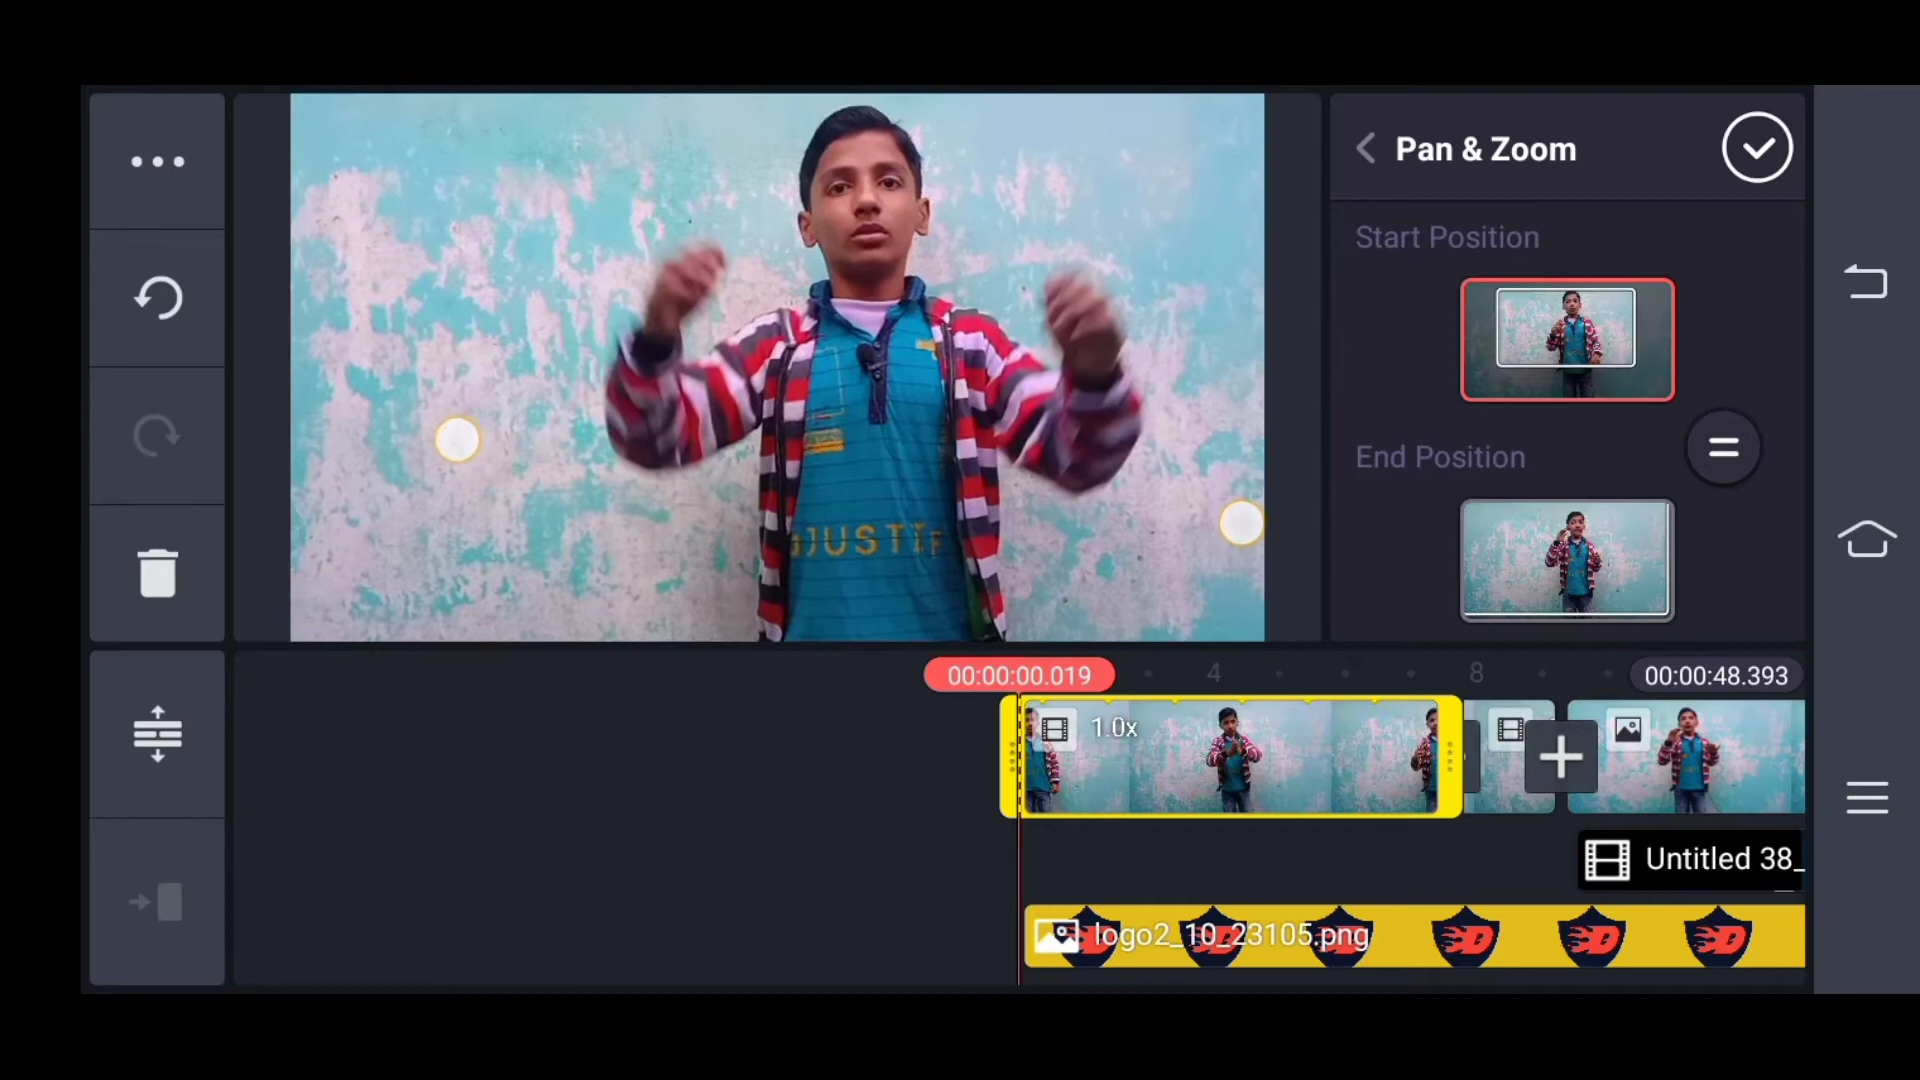 Pan & Zoom
Start Position
End Position
JUSTIF
00:00:00.019
4
8
00:00:48.393
1.0x
Untitled 38_
logo2_10_23105.png